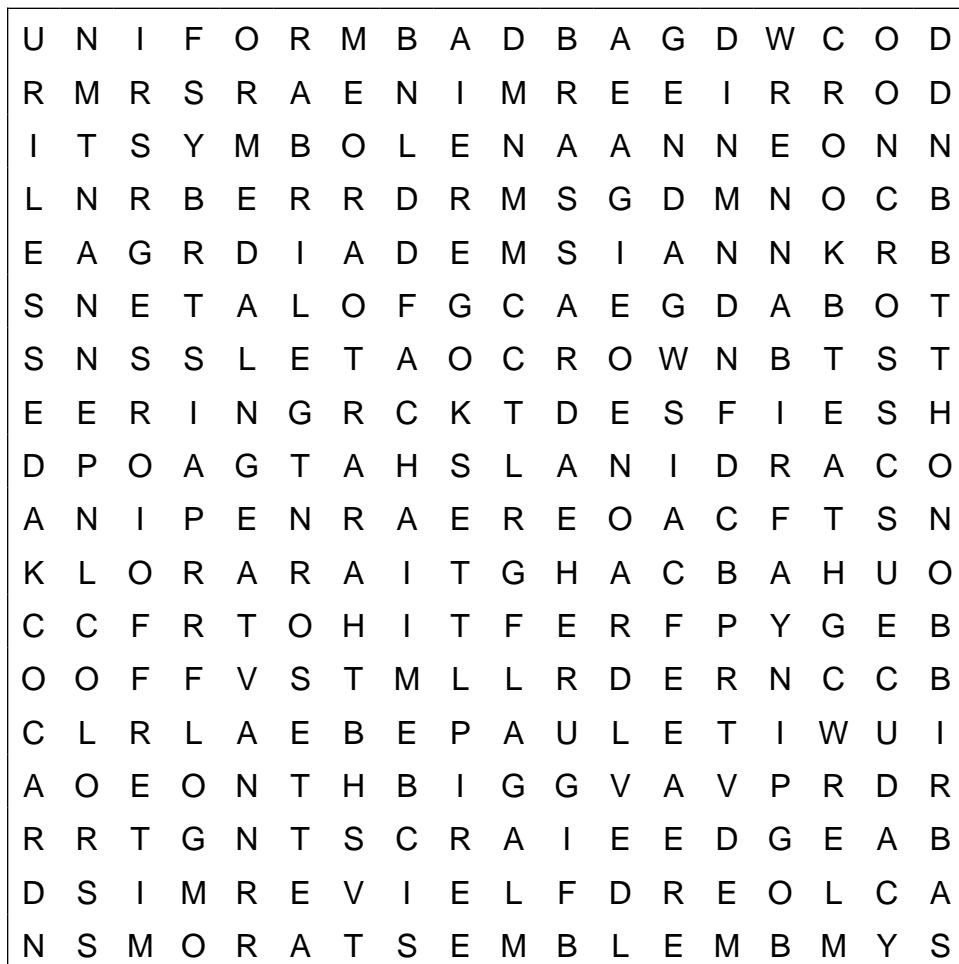 U N I F O R M B A D B A G D W C O D
R M R S R A E N I M R E E I R R O D
I T S Y M B O L E N A A N N E O N N
L N R B E R R D R M S G D M N O C B
E A G R D I A D E M S I A N N K R B
S N E T A L O F G C A E G D A B O T
S N S S L E T A O C R O W N B T S T
E E R I N G R C K T D E S F I E S H
D P O A G T A H S L A N I D R A C O
A N I P E N R A E R E O A C F T S N
K L O R A R A I T G H A C B A H U O
C C F R T O H I T F E R F P Y G E B
O O F F V S T M L L R D E R N C C B
C L R L A E B E P A U L E T I W U I
A O E O N T H B I G G V A V P R D R
R R T G N T S C R A I E E D G E A B
D S I M R E V I E L F D R E O L C A
N S M O R A T S E M B L E M B M Y S